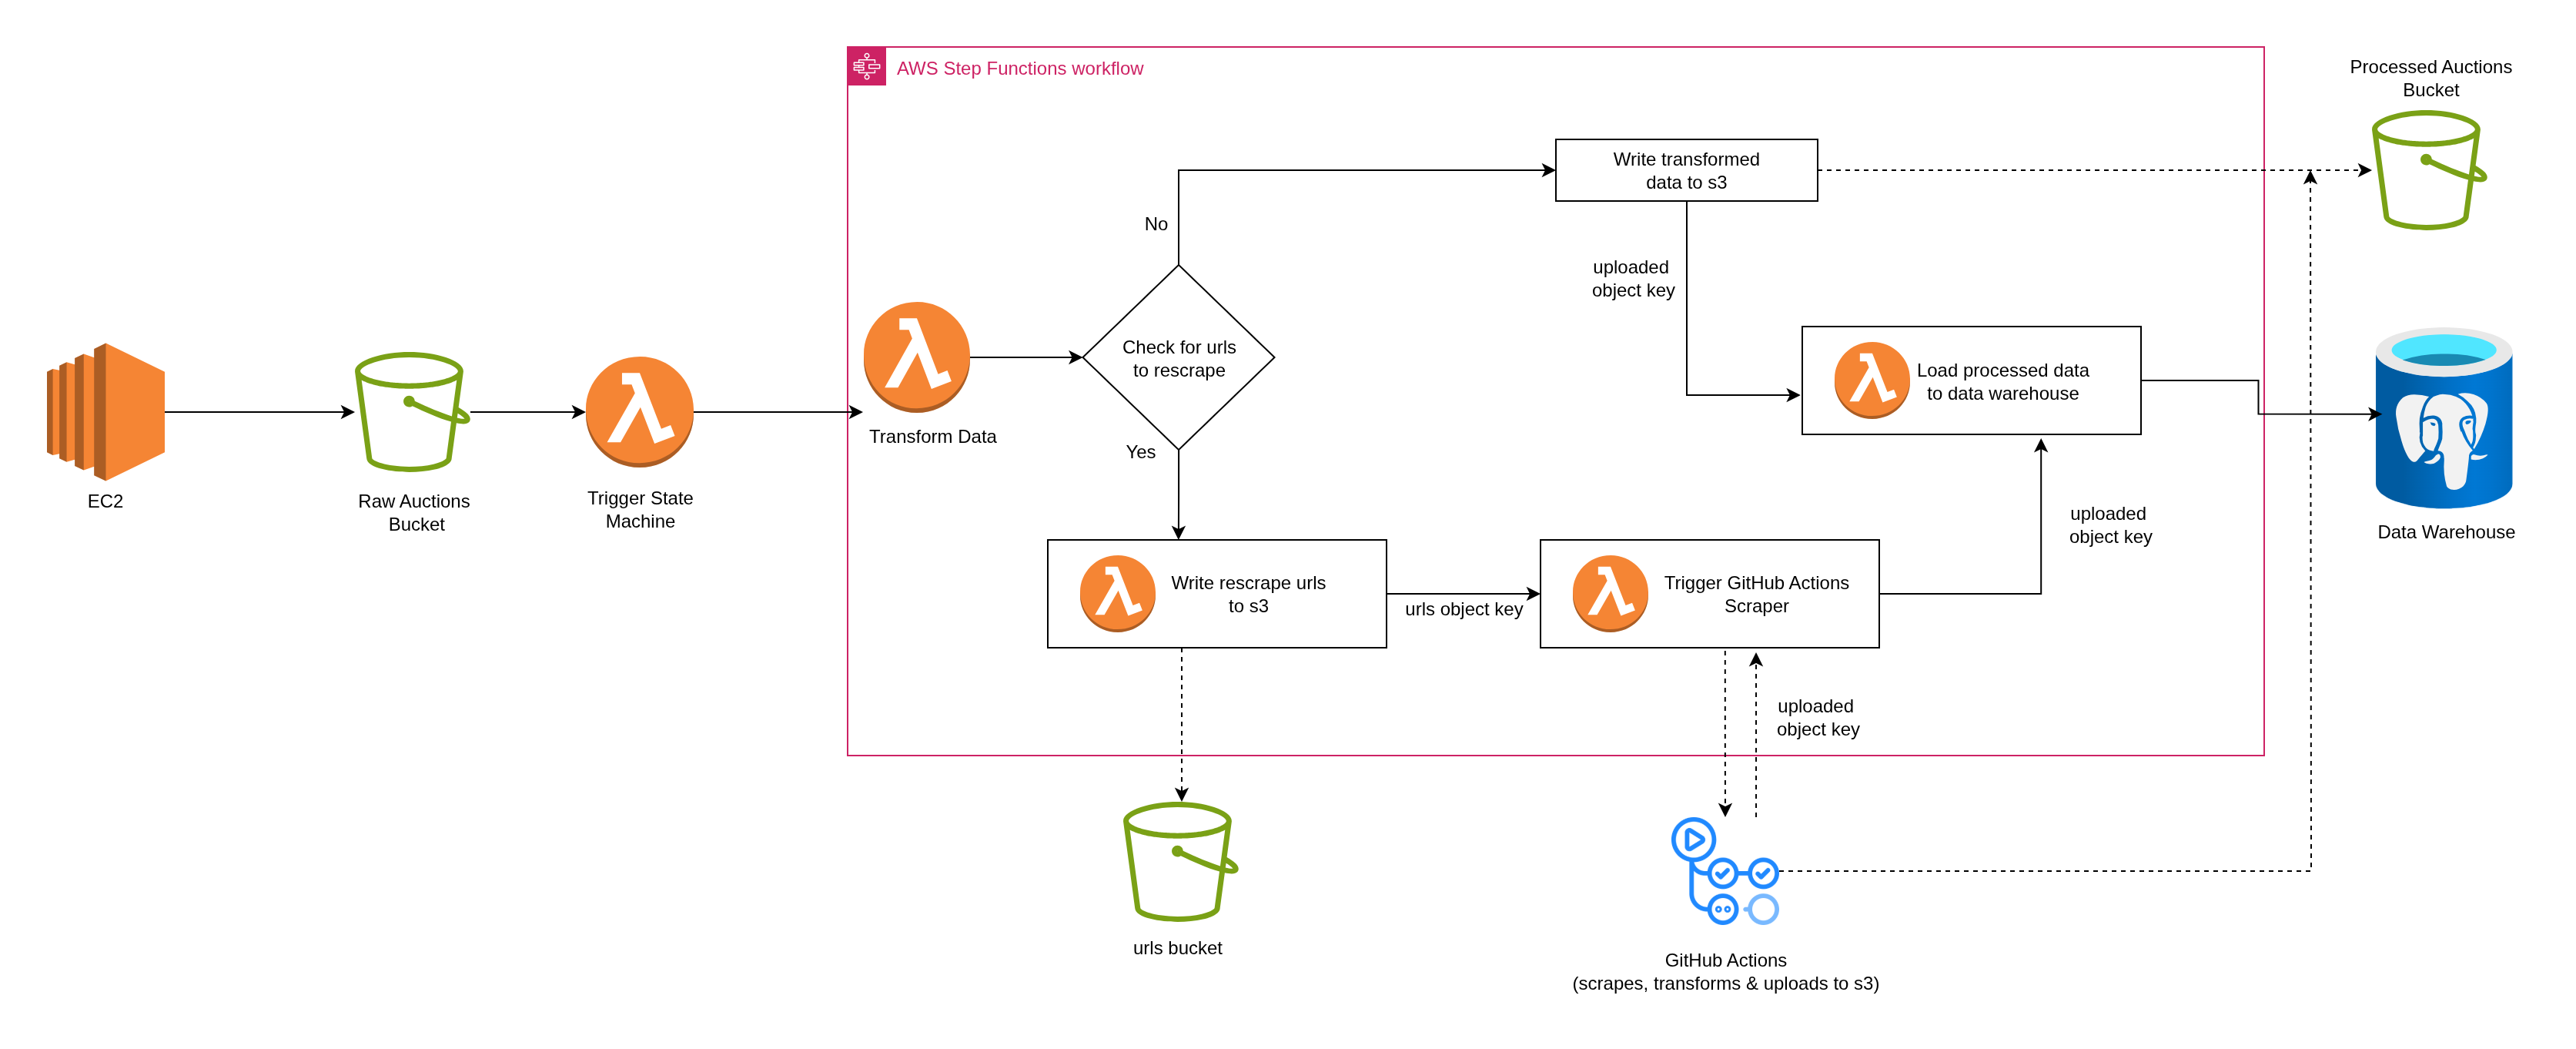 AWS Step Functions workflow
Processed Auctions
Bucket
Write transformed
data to s3
No
uploaded
object key
Check for urls
to rescrape
Load processed data
to data warehouse
Transform Data
Yes
EC2
Raw Auctions
Bucket
Trigger State
Machine
uploaded
object key
Data Warehouse
Write rescrape urls
to s3
urls object key
Trigger GitHub Actions
Scraper
uploaded
object key
urls bucket
GitHub Actions
(scrapes, transforms & uploads to s3)